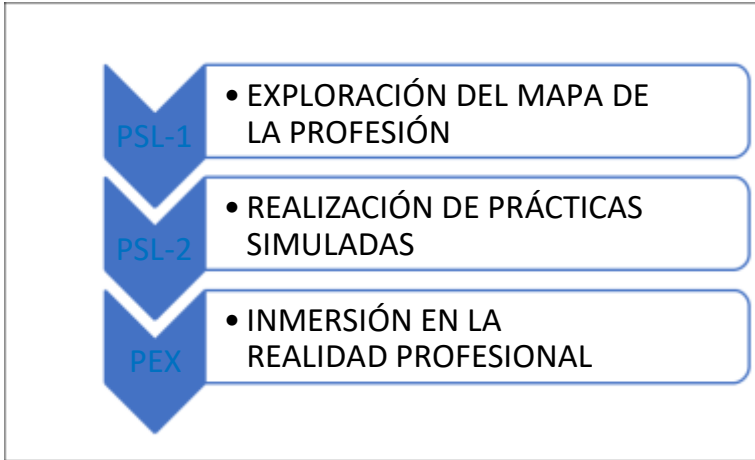 PSL-1
• EXPLORACIÓN DEL MAPA DE
LA PROFESIÓN
PSL-2
• REALIZACIÓN DE PRÁCTICAS
SIMULADAS
PEX
• INMERSIÓN EN LA
REALIDAD PROFESIONAL